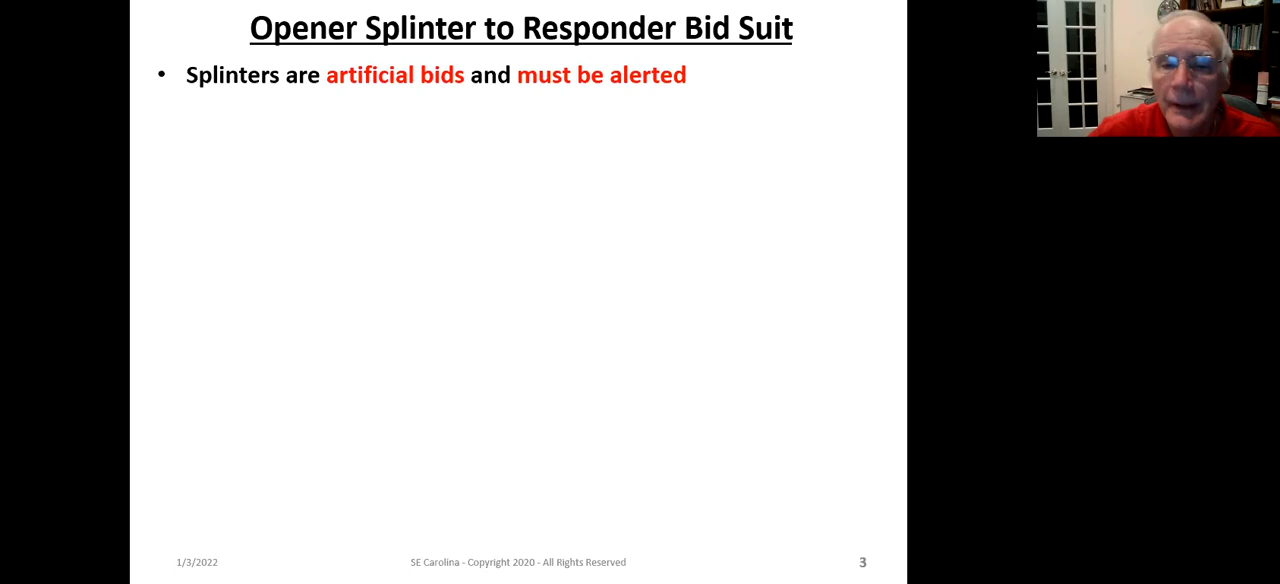 Opener Splinter to Responder Bid Suit
• Splinters are artificial bids and must be alerted
1/3/2022
SE Carolina - Copyright 2020 - All Rights Reserved
3